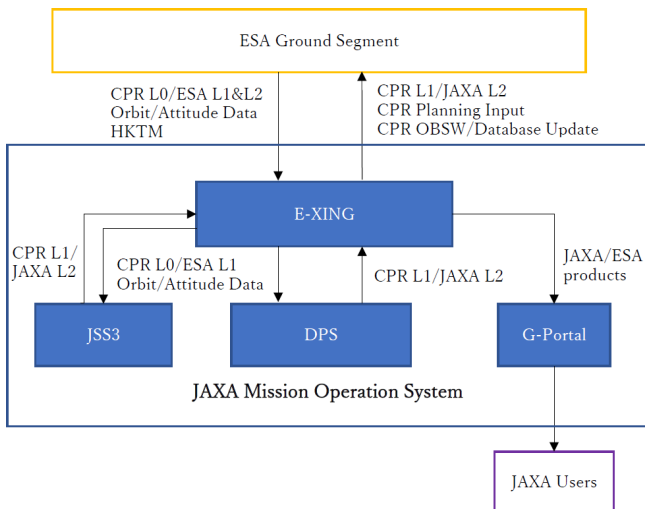 ESA Ground Segment
CPR L0/ESA L1&L2
Orbit/Attitude Data
HKTM
CPR L1/JAXA L2
CPR Planning Input
CPR OBSW/Database Update
E-XING
CPR L1/
JAXA L2
CPR L0/ESA L1
Orbit/Attitude Data
CPR L1/JAXA L2
JAXA/ESA
products
JSS3
DPS
G-Portal
JAXA Mission Operation System
JAXA Users